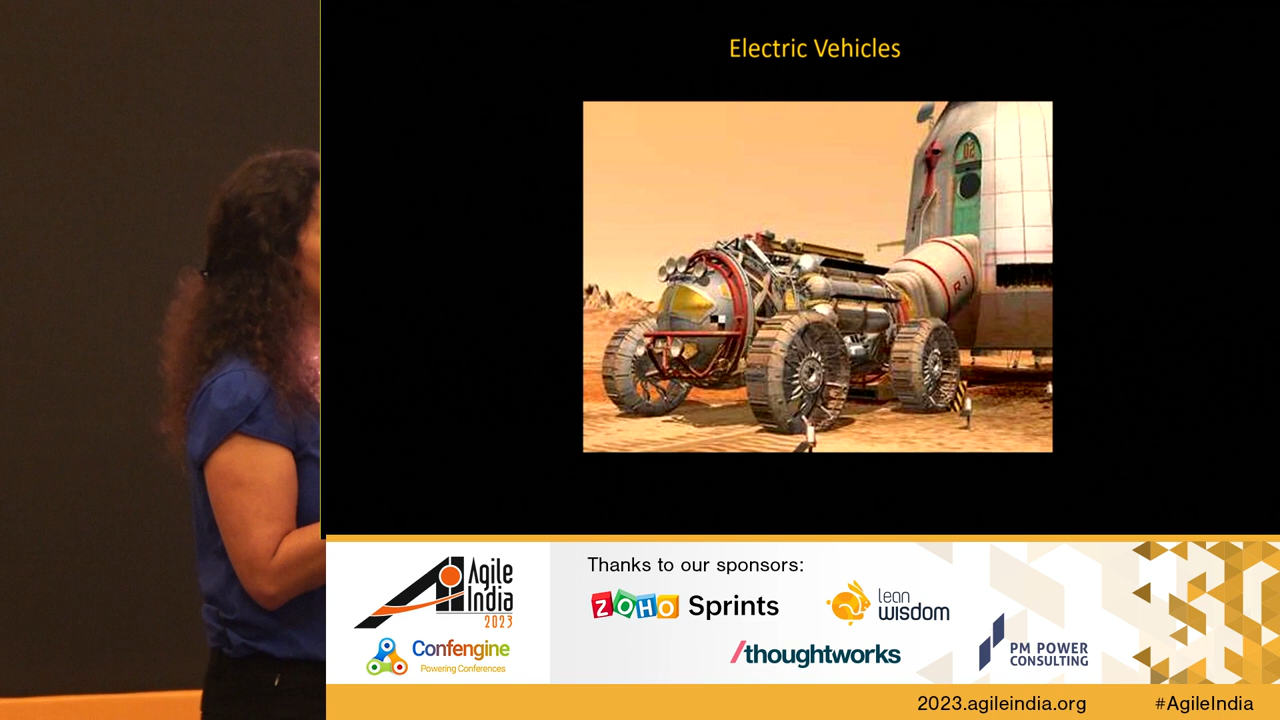 Electric Vehicles
02
R1
Agile
India
2023
Confengine
Powering Conferences
Thanks to our sponsors:
ZOHO Sprints
lean
wisdom
/thoughtworks
PM POWER
CONSULTING
2023.agileindia.org
#AgileIndia